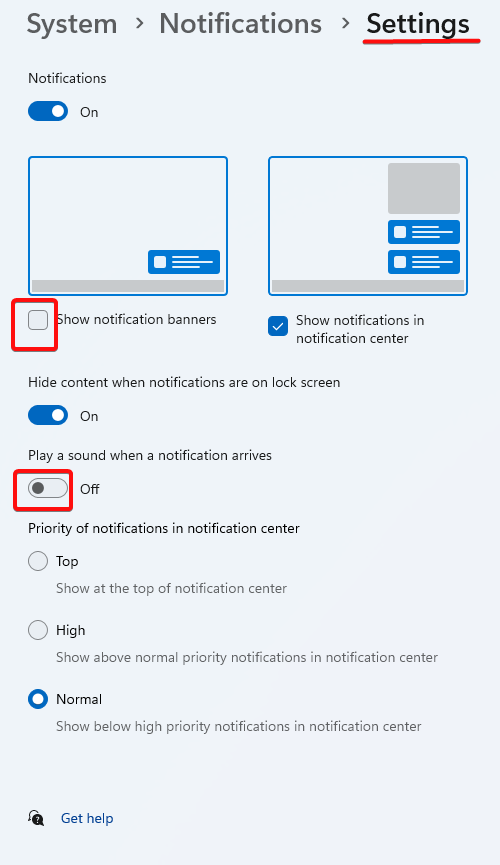 System > Notifications > Settings
Notifications
On
Show notification banners
Show notifications in
notification center
Hide content when notifications are on lock screen
On
Play a sound when a notification arrives
Off
Priority of notifications in notification center
Top
Show at the top of notification center
High
Show above normal priority notifications in notification center
Normal
Show below high priority notifications in notification center
Get help